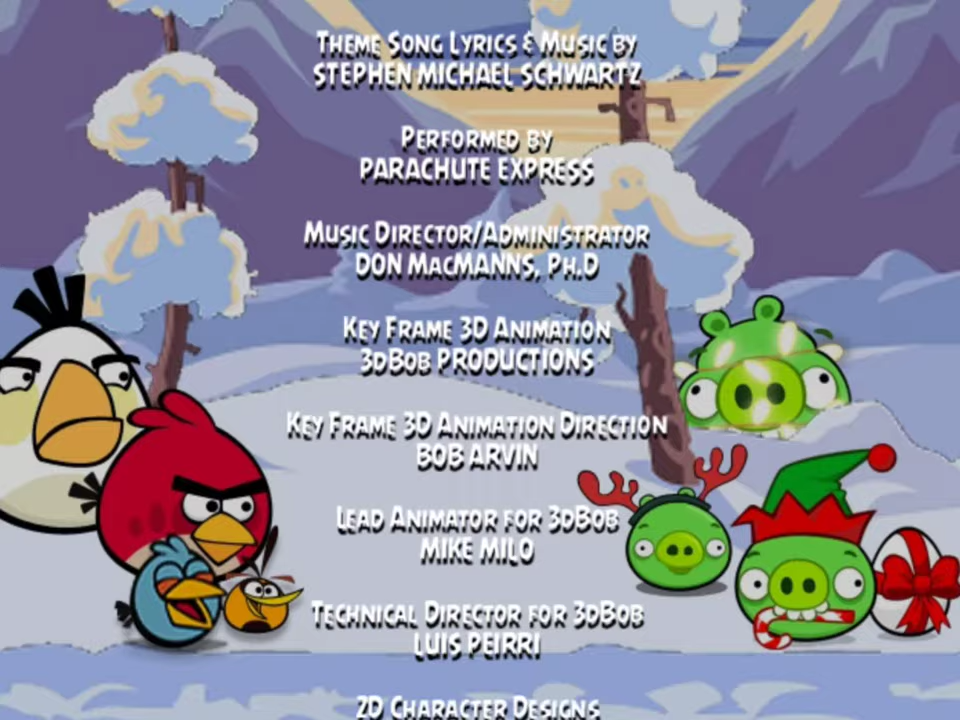 Theme Song Lyrics & Music by
STEPHEN MICHAEL SCHWARTZ
Performed by
PARACHUTE EXPRESS
Music Director/Administrator
DON MacMANNS, Ph.D
Key Frame 3D Animation
3dBob PRODUCTIONS
Key Frame 3D Animation Direction
BOB ARVIN
Lead Animator for 3dBob
MIKE MILO
Technical Director for 3dBob
LUIS PEIRRI
2D Character Designs